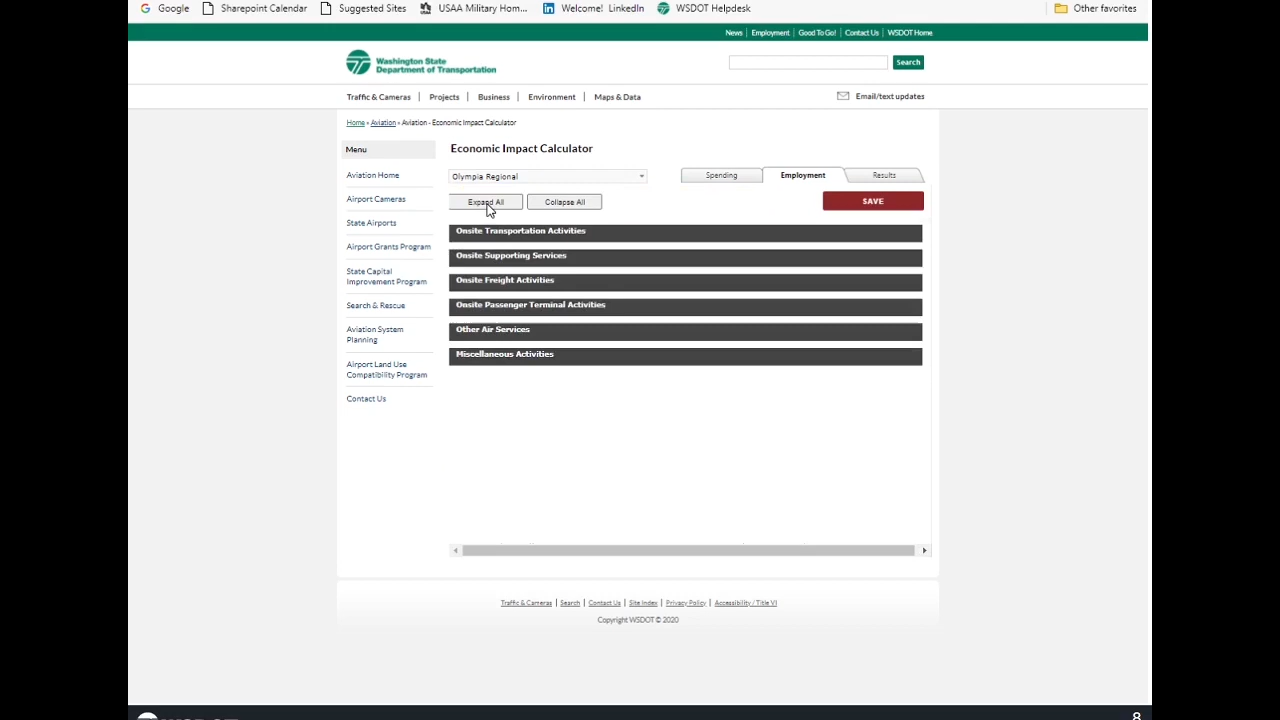 Google Sharepoint Calendar Suggested Sites USAA Military Hom... Welcome! LinkedIn WSDOT Helpdesk Other favorites
News | Employment | Good To Go! | Contact Us | WSDOT Home
Washington State
Department of Transportation
Search
Traffic & Cameras | Projects | Business | Environment | Maps & Data
Email/text updates
Home » Aviation » Aviation - Economic Impact Calculator
Menu
Aviation Home
Airport Cameras
State Airports
Airport Grants Program
State Capital
Improvement Program
Search & Rescue
Aviation System
Planning
Airport Land Use
Compatibility Program
Contact Us
Economic Impact Calculator
Olympia Regional
Spending Employment Results
Expand All Collapse All SAVE
Onsite Transportation Activities
Onsite Supporting Services
Onsite Freight Activities
Onsite Passenger Terminal Activities
Other Air Services
Miscellaneous Activities
Traffic & Cameras | Search | Contact Us | Site Index | Privacy Policy | Accessibility / Title VI
Copyright WSDOT © 2020
WSDOT
8